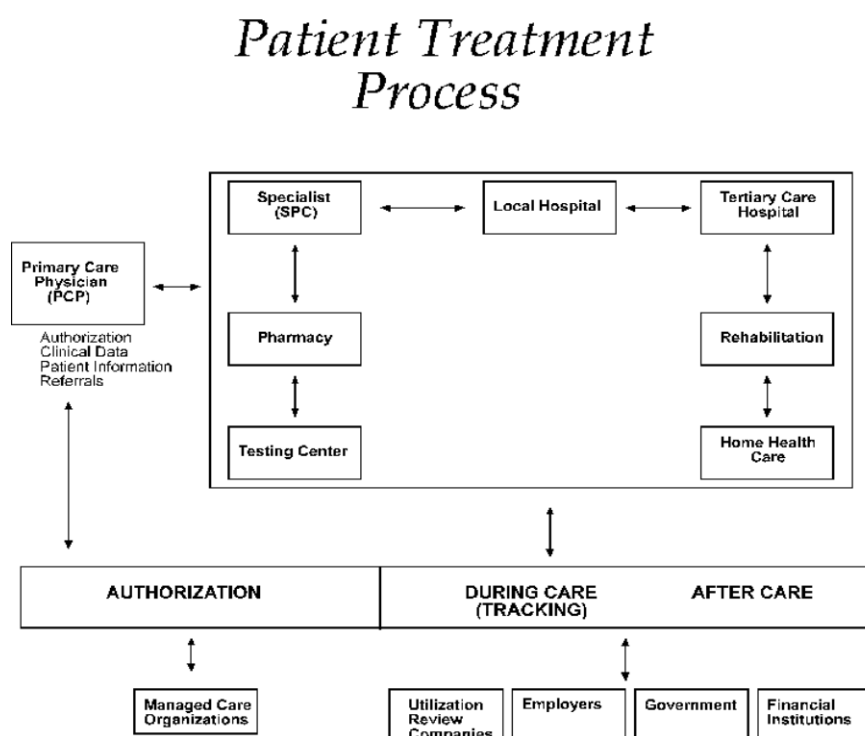 Patient Treatment
Process
Specialist
(SPC)
Local Hospital
Tertiary Care
Hospital
Primary Care
Physician
(PCP)
Authorization
Clinical Data
Patient Information
Referrals
Pharmacy
Rehabilitation
Testing Center
Home Health
Care
AUTHORIZATION
DURING CARE
(TRACKING)
AFTER CARE
Managed Care
Organizations
Utilization
Review
Companies
Employers
Government
Financial
Institutions